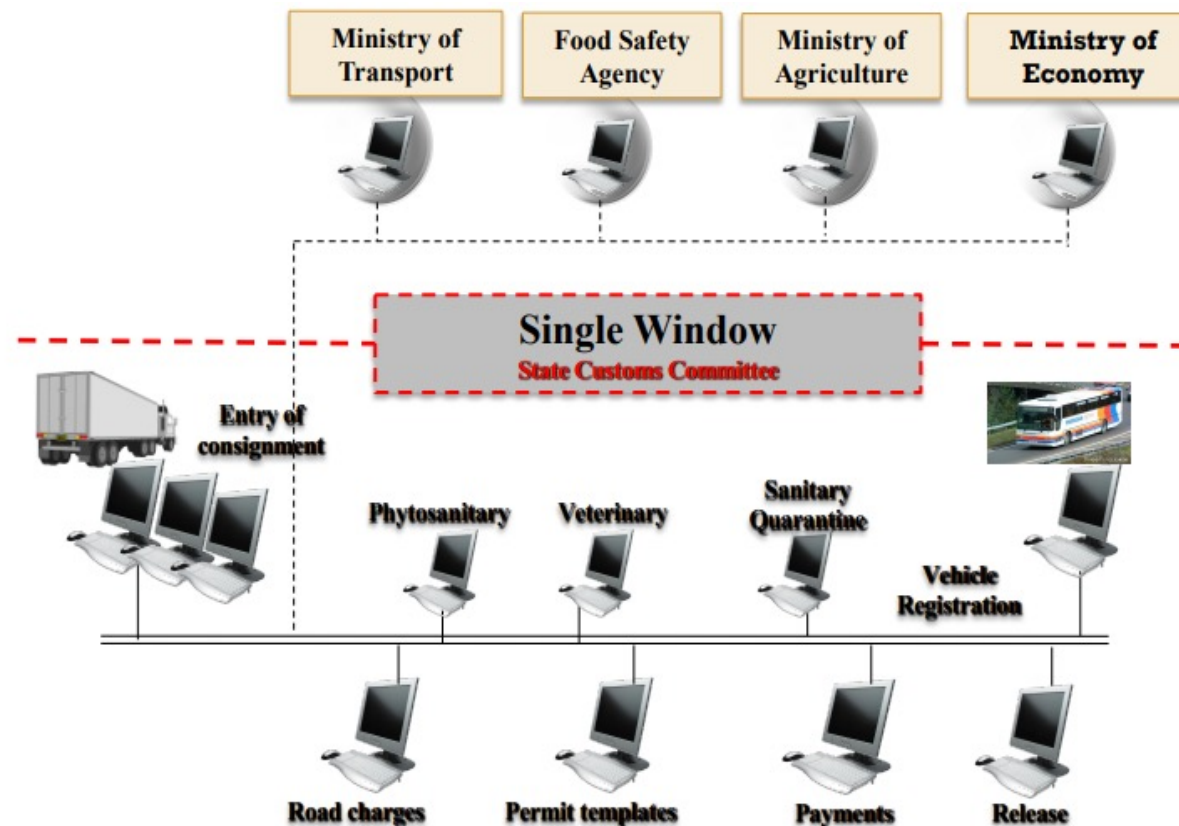 Ministry of
Transport
Food Safety
Agency
Ministry of
Agriculture
Ministry of
Economy
Single Window
State Customs Committee
Entry of
consignment
Phytosanitary
Veterinary
Sanitary
Quarantine
Vehicle
Registration
Road charges
Permit templates
Payments
Release